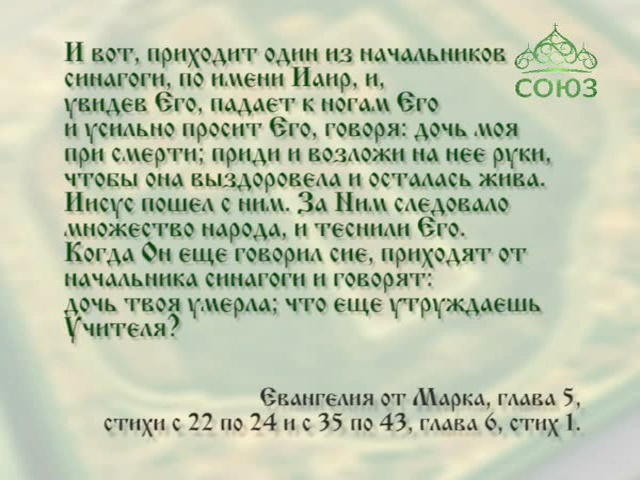 И вот, приходит один из начальников
синагоги, по имени Иаир, и,
увидев Его, падает к ногам Его
и усильно просит Его, говоря: дочь моя
при смерти; приди и возложи на нее руки,
чтобы она выздоровела и осталась жива.
Иисус пошел с ним. За Ним следовало
множество народа, и теснили Его.
Когда Он еще говорил сие, приходят от
начальника синагоги и говорят:
дочь твоя умерла; что еще утруждаешь
Учителя?
СОЮЗ
Евангелия от Марка, глава 5,
стихи с 22 по 24 и с 35 по 43, глава 6, стих 1.